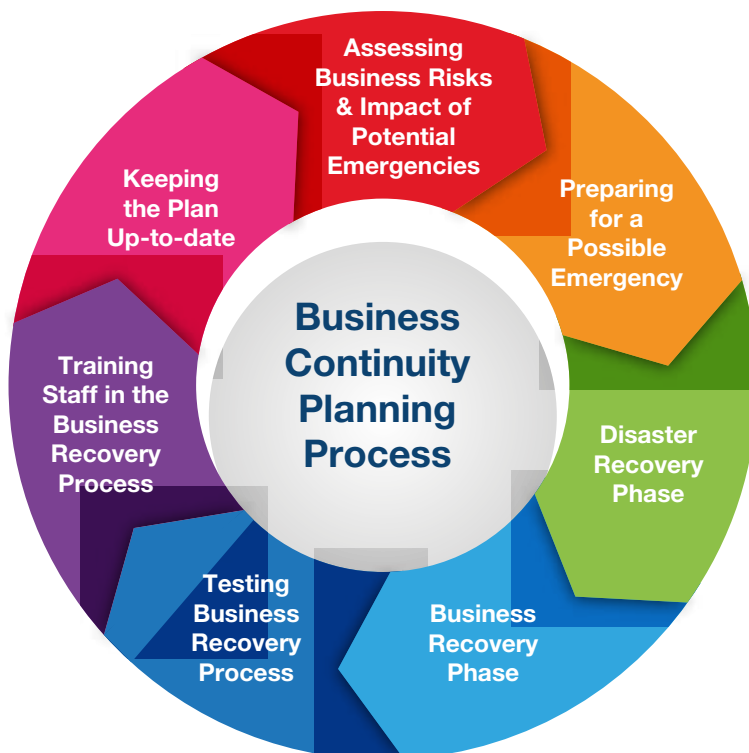 Assessing
Business Risks
& Impact of
Potential
Emergencies
Preparing
for a
Possible
Emergency
Disaster
Recovery
Phase
Business
Recovery
Phase
Testing
Business
Recovery
Process
Training
Staff in the
Business
Recovery
Process
Keeping
the Plan
Up-to-date
Business
Continuity
Planning
Process